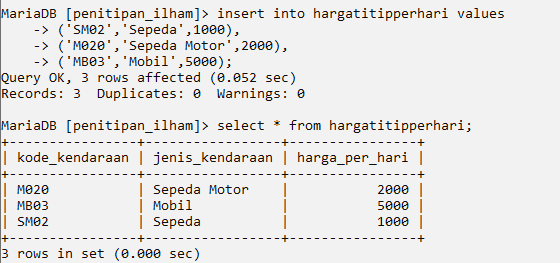 MariaDB [penitipan_ilham]> insert into hargatitipperhari values
    -> ('SM02','Sepeda',1000),
    -> ('M020','Sepeda Motor',2000),
    -> ('MB03','Mobil',5000);
Query OK, 3 rows affected (0.052 sec)
Records: 3  Duplicates: 0  Warnings: 0

MariaDB [penitipan_ilham]> select * from hargatitipperhari;
+----------------+-----------------+----------------+
| kode_kendaraan | jenis_kendaraan | harga_per_hari |
+----------------+-----------------+----------------+
| M020           | Sepeda Motor    |           2000 |
| MB03           | Mobil           |           5000 |
| SM02           | Sepeda          |           1000 |
+----------------+-----------------+----------------+
3 rows in set (0.000 sec)